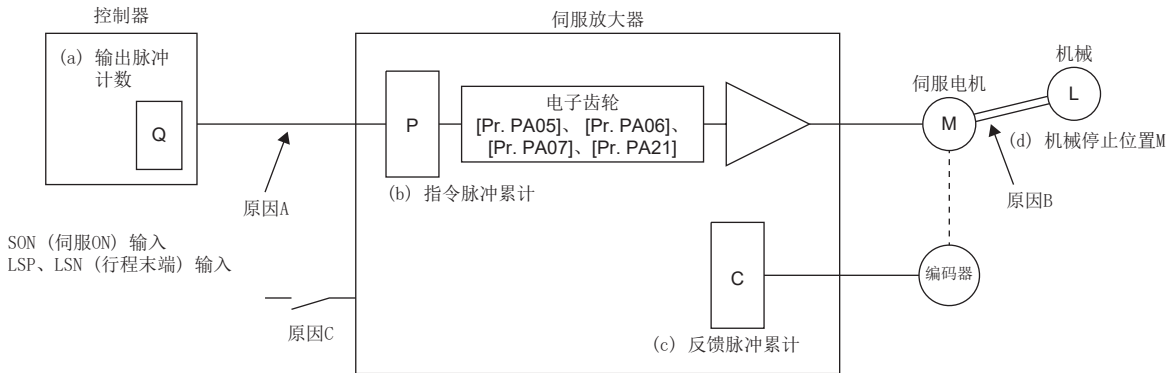 控制器
(a) 输出脉冲
计数
Q
原因A
SON (伺服ON) 输入
LSP、LSN (行程末端) 输入
原因C
伺服放大器
P
电子齿轮
[Pr. PA05]、 [Pr. PA06]、
[Pr. PA07]、[Pr. PA21]
(b) 指令脉冲累计
C
(c) 反馈脉冲累计
机械
L
伺服电机
M
(d) 机械停止位置M
原因B
编码器